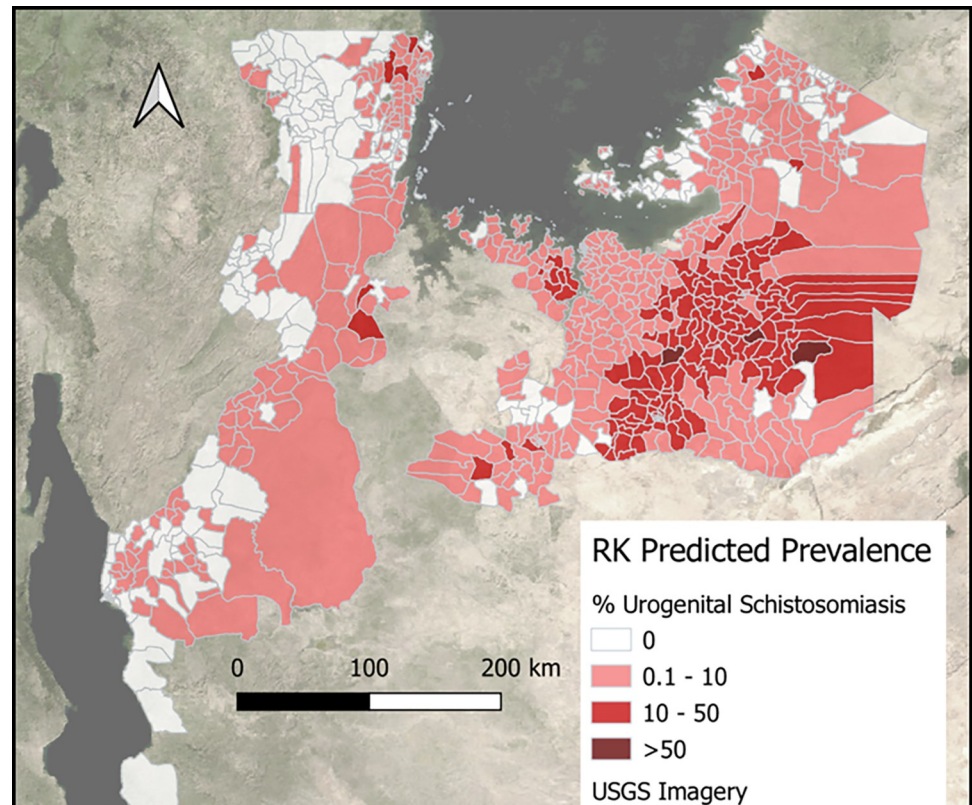 0 100 200 km
RK Predicted Prevalence
% Urogenital Schistosomiasis
0
0.1 - 10
10 - 50
>50
USGS Imagery